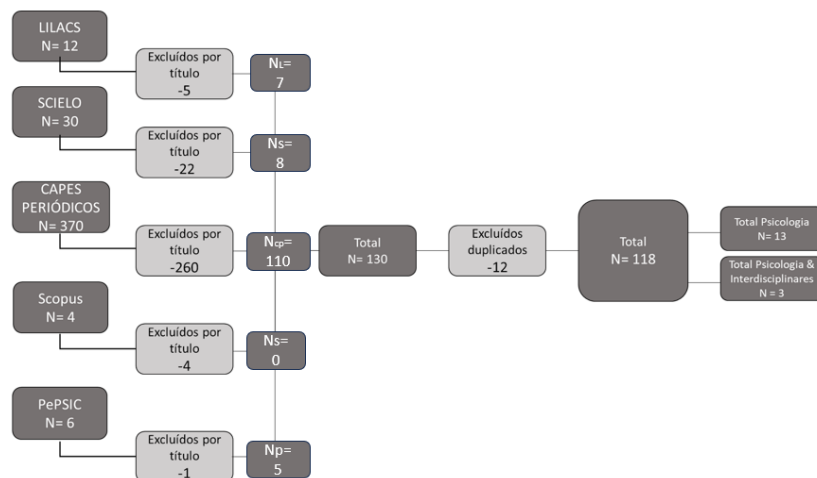 LILACS
N= 12
Excluídos por
título
-5
NL=
7
SCIELO
N= 30
Excluídos por
título
-22
Ns=
8
CAPES
PERIÓDICOS
N= 370
Excluídos por
título
-260
Ncp=
110
Total
N= 130
Excluídos
duplicados
-12
Total
N= 118
Total Psicologia
N= 13
Total Psicologia &
Interdisciplinares
N = 3
Scopus
N= 4
Excluídos por
título
-4
Ns=
0
PePSIC
N= 6
Excluídos por
título
-1
Np=
5